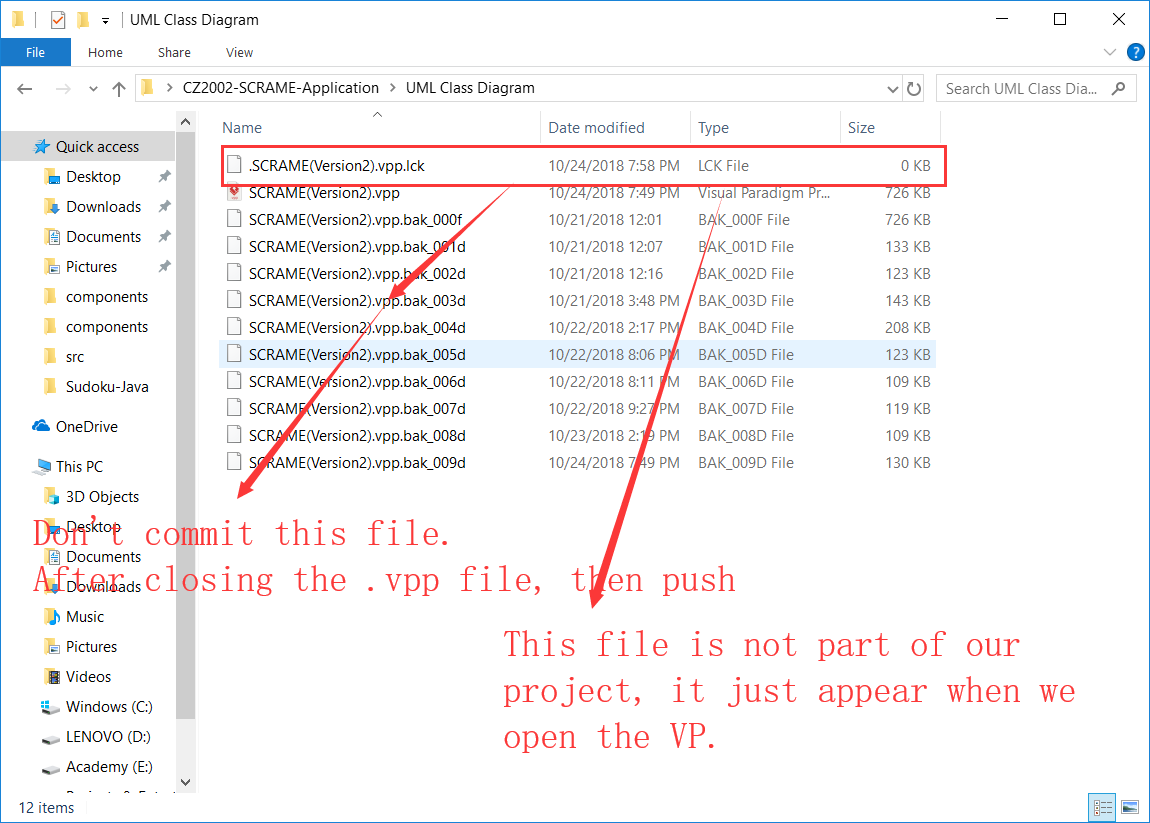 UML Class Diagram
File Home Share View
CZ2002-SCRAME-Application > UML Class Diagram Search UML Class Dia...
Name Date modified Type Size
Quick access
Desktop
Downloads
Documents
Pictures
components
components
src
Sudoku-Java
OneDrive
This PC
3D Objects
Desktop
Documents
Downloads
Music
Pictures
Videos
Windows (C:)
LENOVO (D:)
Academy (E:)
.SCRAME(Version2).vpp.lck 10/24/2018 7:58 PM LCK File 0 KB
SCRAME(Version2).vpp 10/24/2018 7:49 PM Visual Paradigm Pr... 726 KB
SCRAME(Version2).vpp.bak_000f 10/21/2018 12:01 BAK_000F File 726 KB
SCRAME(Version2).vpp.bak_001d 10/21/2018 12:07 BAK_001D File 133 KB
SCRAME(Version2).vpp.bak_002d 10/21/2018 12:16 BAK_002D File 123 KB
SCRAME(Version2).vpp.bak_003d 10/21/2018 3:48 PM BAK_003D File 143 KB
SCRAME(Version2).vpp.bak_004d 10/22/2018 2:17 PM BAK_004D File 208 KB
SCRAME(Version2).vpp.bak_005d 10/22/2018 8:06 PM BAK_005D File 123 KB
SCRAME(Version2).vpp.bak_006d 10/22/2018 8:11 PM BAK_006D File 109 KB
SCRAME(Version2).vpp.bak_007d 10/22/2018 9:27 PM BAK_007D File 119 KB
SCRAME(Version2).vpp.bak_008d 10/23/2018 2:19 PM BAK_008D File 109 KB
SCRAME(Version2).vpp.bak_009d 10/24/2018 7:49 PM BAK_009D File 130 KB
Don't commit this file.
After closing the .vpp file, then push
This file is not part of our
project, it just appear when we
open the VP.
12 items